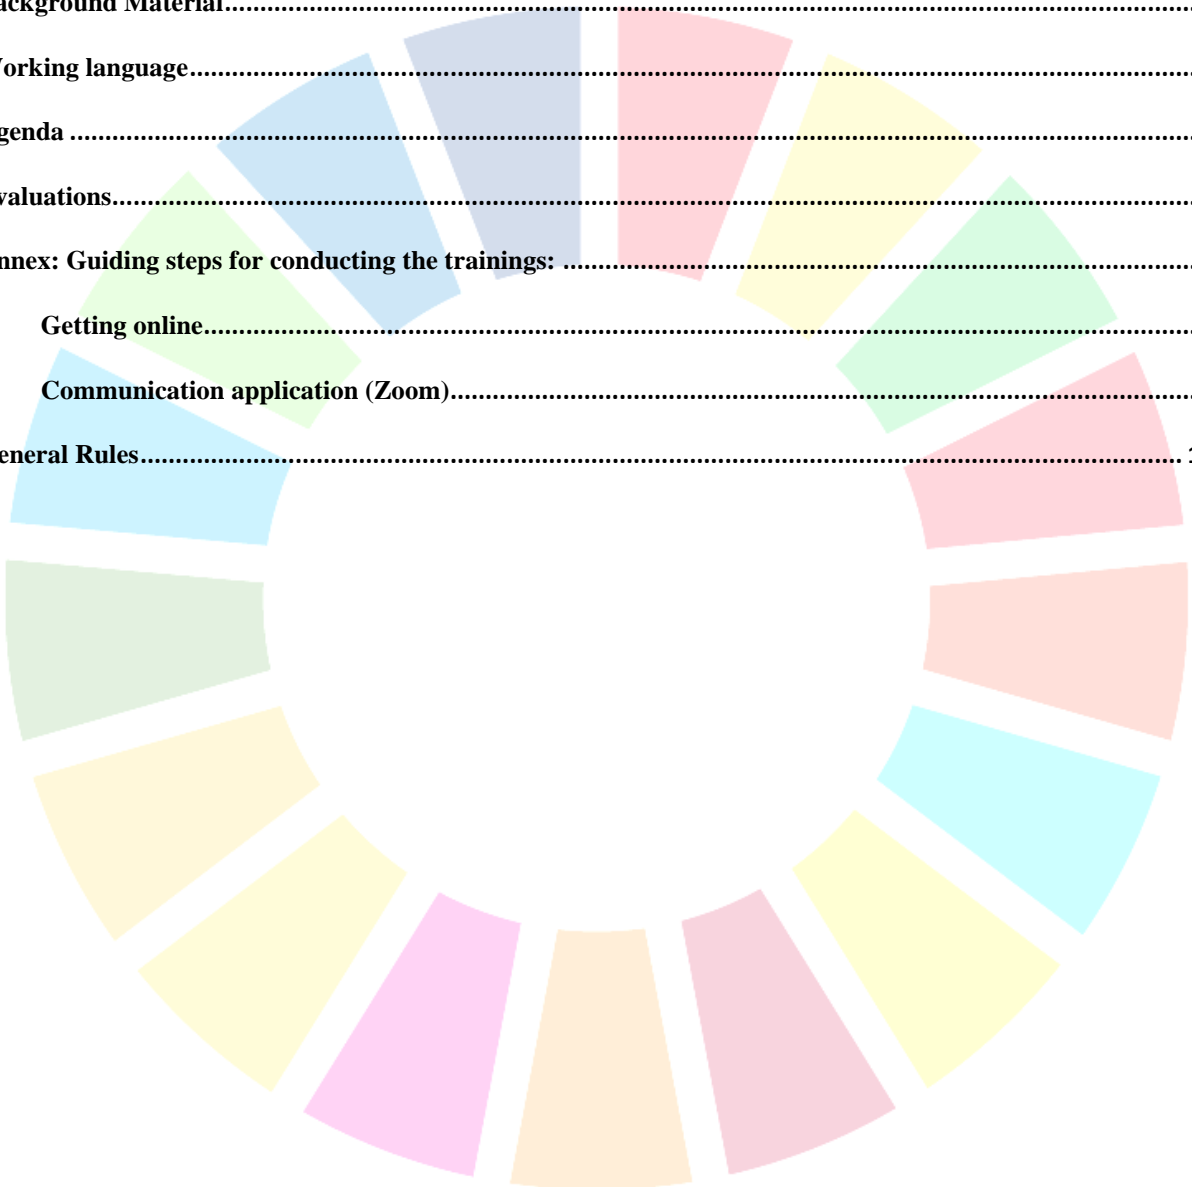 ackground Material........................................................................................................................................
orking language.............................................................................................................................................
genda ..............................................................................................................................................................
valuations........................................................................................................................................................
nnex: Guiding steps for conducting the trainings: .........................................................................................
Getting online...........................................................................................................................................
Communication application (Zoom)........................................................................................................
eneral Rules...................................................................................................................................................